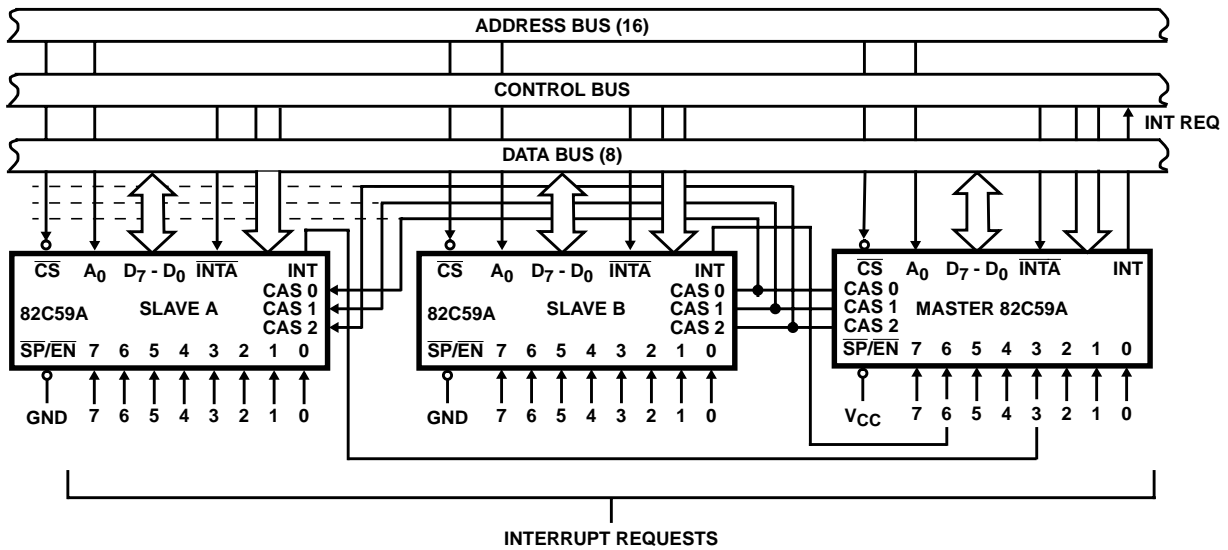 ADDRESS BUS (16)
CONTROL BUS
INT REQ
DATA BUS (8)
CS A0 D7 - D0 INTA INT
CAS 0
82C59A SLAVE A CAS 1
CAS 2
SP/EN 7 6 5 4 3 2 1 0
GND 7 6 5 4 3 2 1 0
CS A0 D7 - D0 INTA INT
CAS 0
82C59A SLAVE B CAS 1
CAS 2
SP/EN 7 6 5 4 3 2 1 0
GND 7 6 5 4 3 2 1 0
CS A0 D7 - D0 INTA INT
CAS 0
CAS 1 MASTER 82C59A
CAS 2
SP/EN 7 6 5 4 3 2 1 0
VCC 7 6 5 4 3 2 1 0
INTERRUPT REQUESTS